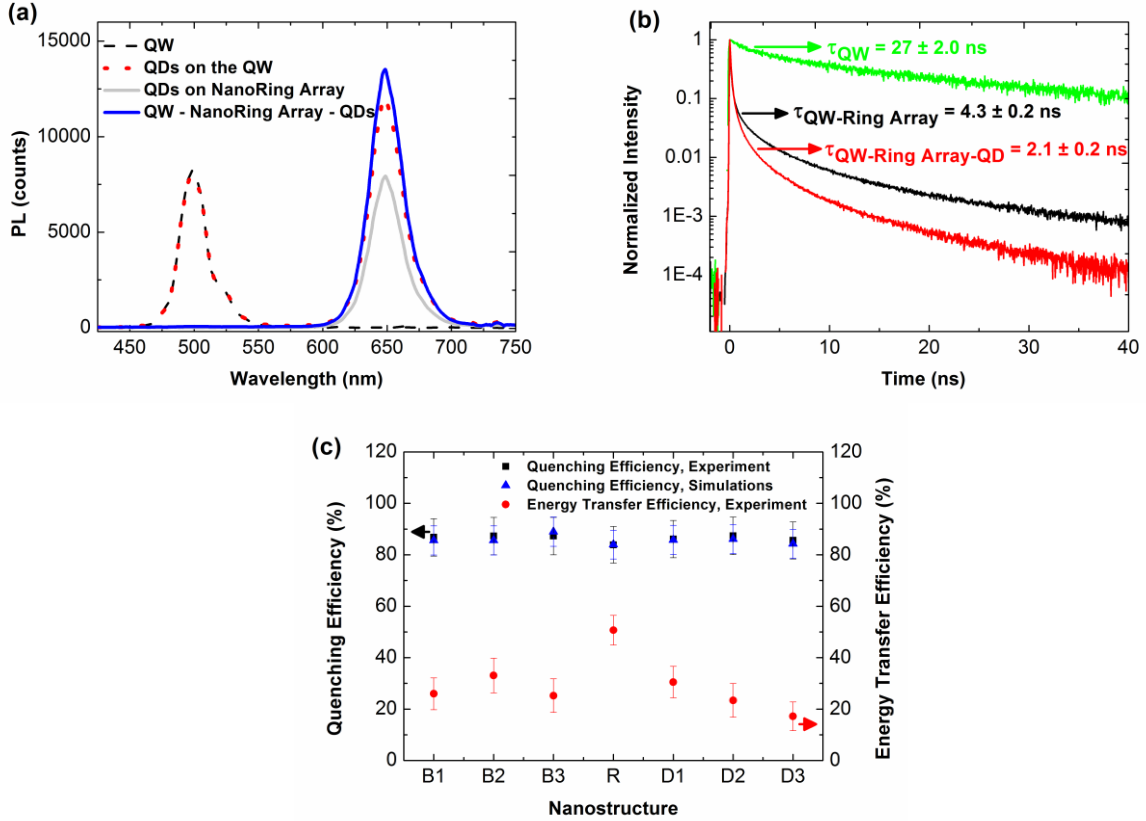 (a)
15000
10000
5000
0
PL (counts)
QW
QDs on the QW
QDs on NanoRing Array
QW - NanoRing Array - QDs
450 500 550 600 650 700 750
Wavelength (nm)
(b)
1
0.1
0.01
1E-3
1E-4
Normalized Intensity
τQW = 27 ± 2.0 ns
τQW-Ring Array = 4.3 ± 0.2 ns
τQW-Ring Array-QD = 2.1 ± 0.2 ns
0 10 20 30 40
Time (ns)
(c)
120
100
80
60
40
20
0
Quenching Efficiency (%)
Quenching Efficiency, Experiment
Quenching Efficiency, Simulations
Energy Transfer Efficiency, Experiment
120
100
80
60
40
20
0
Energy Transfer Efficiency (%)
B1 B2 B3 R D1 D2 D3
Nanostructure